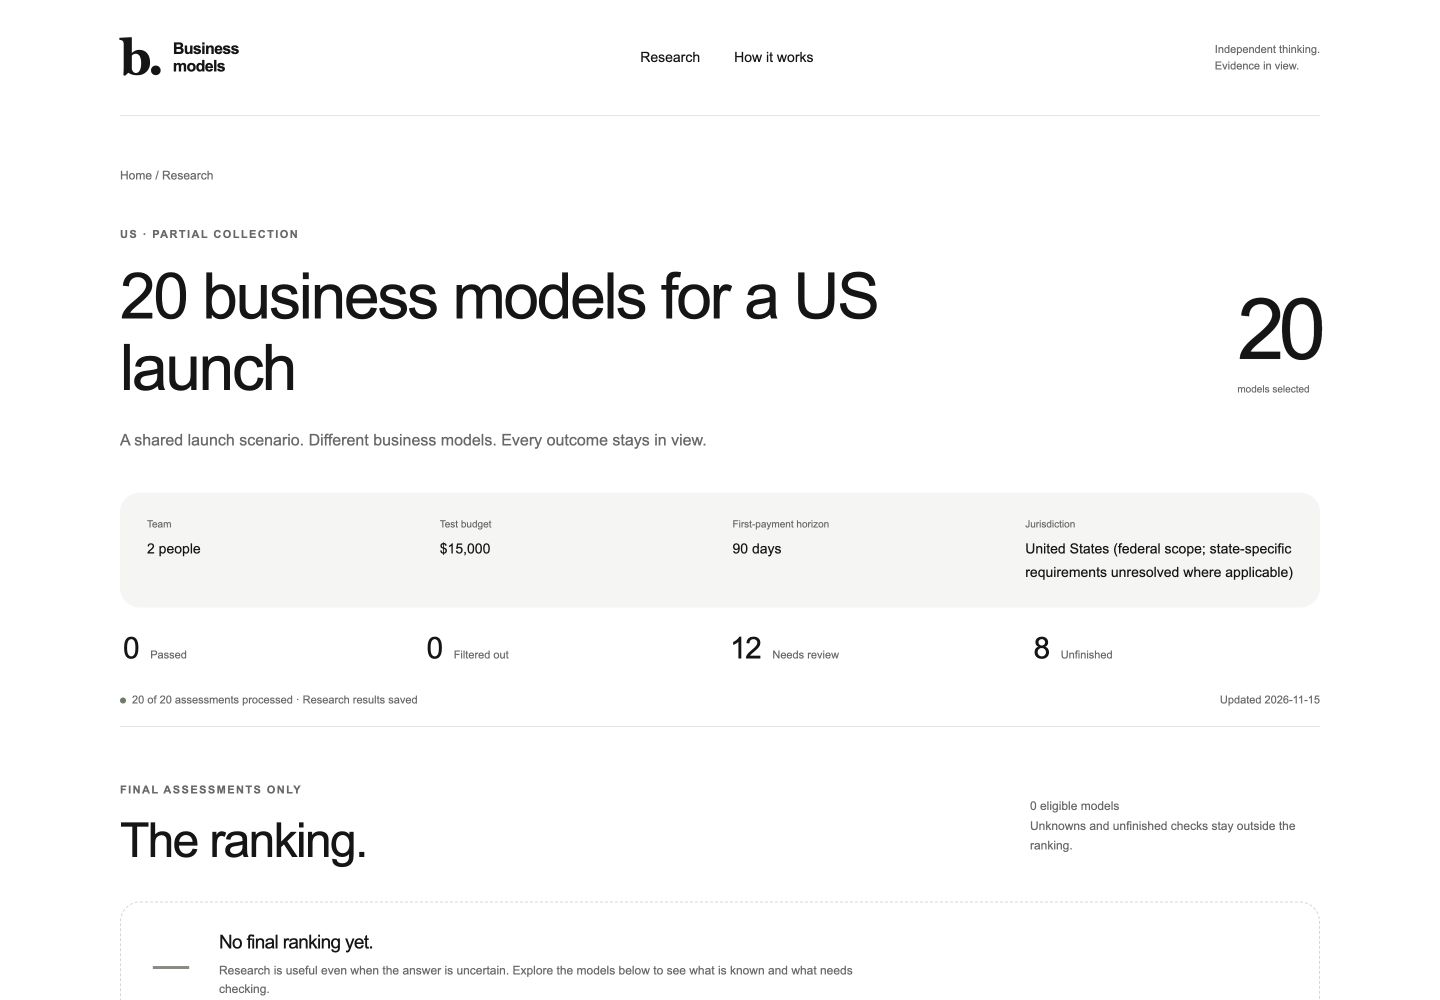 b.
Business
models
Research
How it works
Independent thinking.
Evidence in view.
Home / Research
US · PARTIAL COLLECTION
20 business models for a US
launch
20
models selected
A shared launch scenario. Different business models. Every outcome stays in view.
Team
2 people
Test budget
$15,000
First-payment horizon
90 days
Jurisdiction
United States (federal scope; state-specific
requirements unresolved where applicable)
0 Passed
0 Filtered out
12 Needs review
8 Unfinished
20 of 20 assessments processed · Research results saved
Updated 2026-11-15
FINAL ASSESSMENTS ONLY
The ranking.
0 eligible models
Unknowns and unfinished checks stay outside the
ranking.
No final ranking yet.
Research is useful even when the answer is uncertain. Explore the models below to see what is known and what needs
checking.